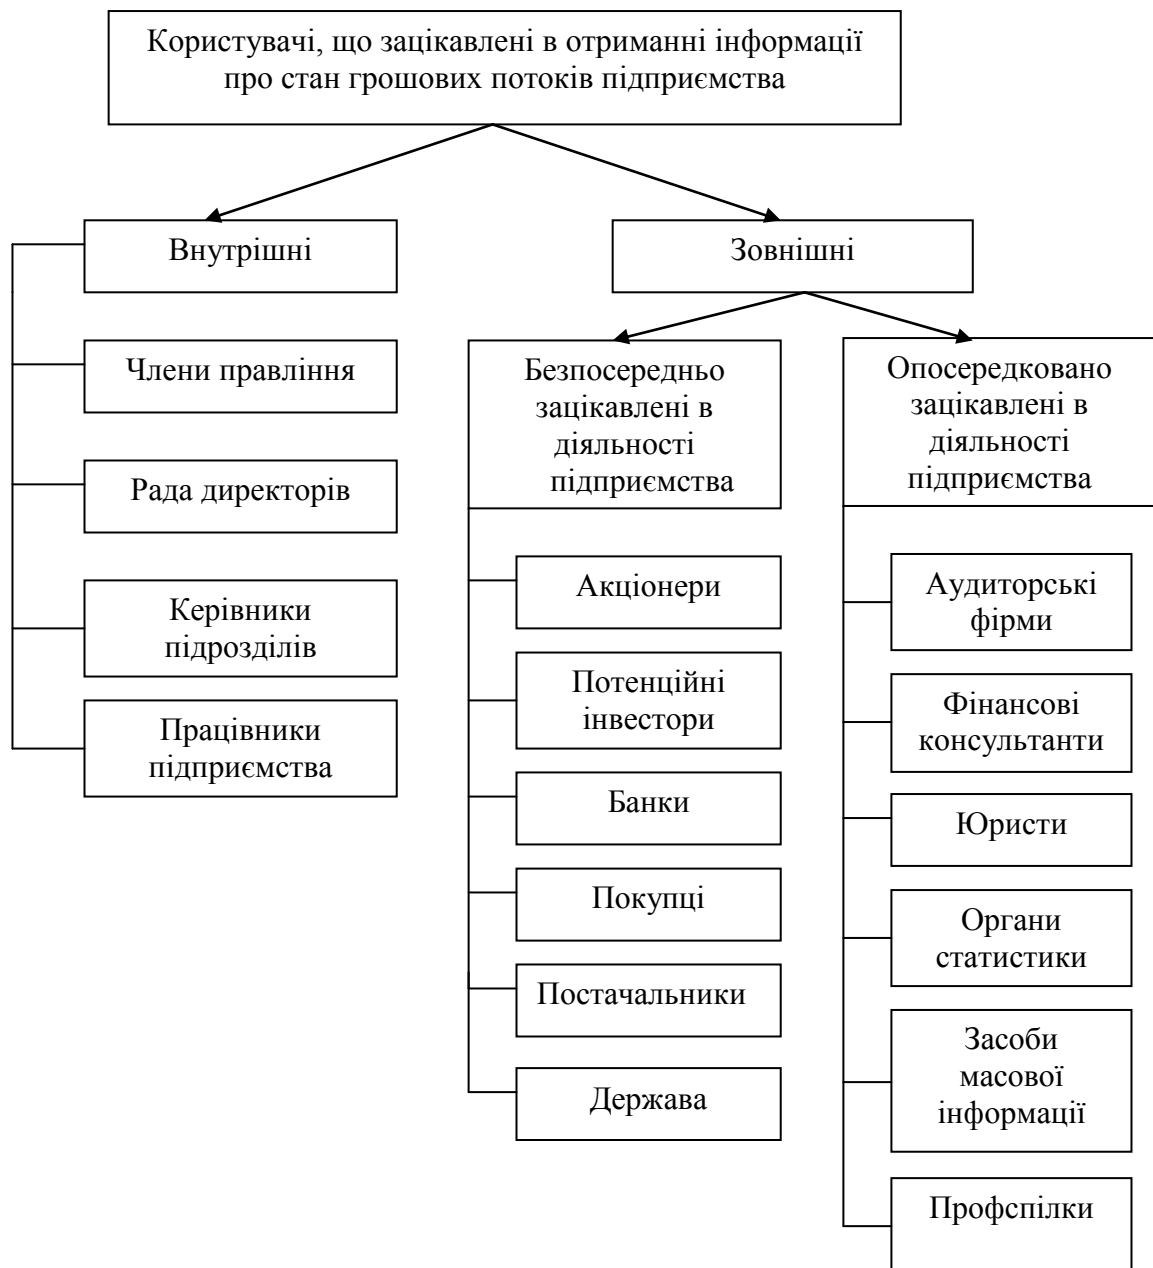 Користувачі, що зацікавлені в отриманні інформації
про стан грошових потоків підприємства
Внутрішні
Члени правління
Рада директорів
Керівники
підрозділів
Працівники
підприємства
Зовнішні
Безпосередньо
зацікавлені в
діяльності
підприємства
Акціонери
Потенційні
інвестори
Банки
Покупці
Постачальники
Держава
Опосередковано
зацікавлені в
діяльності
підприємства
Аудиторські
фірми
Фінансові
консультанти
Юристи
Органи
статистики
Засоби
масової
інформації
Профспілки